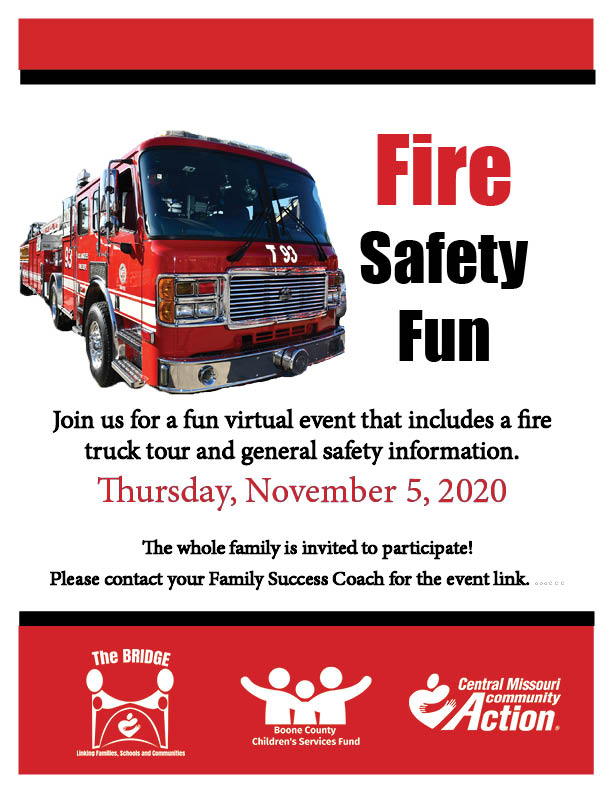 Fire
Safety
Fun
T 93
93
Join us for a fun virtual event that includes a fire
truck tour and general safety information.
Thursday, November 5, 2020
The whole family is invited to participate!
Please contact your Family Success Coach for the event link.
The BRIDGE
Linking Families, Schools and Communities
Boone County
Children's Services Fund
Central Missouri
community
Action®